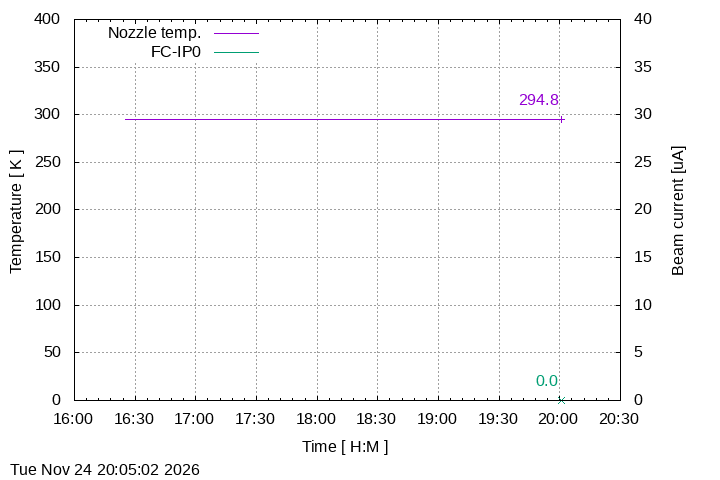 Nozzle temp.
FC-IP0
400
350
300
250
200
150
100
50
0
Temperature [ K ]
40
35
30
25
20
15
10
5
0
Beam current [uA]
294.8
0.0
16:00 16:30 17:00 17:30 18:00 18:30 19:00 19:30 20:00 20:30
Time [ H:M ]
Tue Nov 24 20:05:02 2026